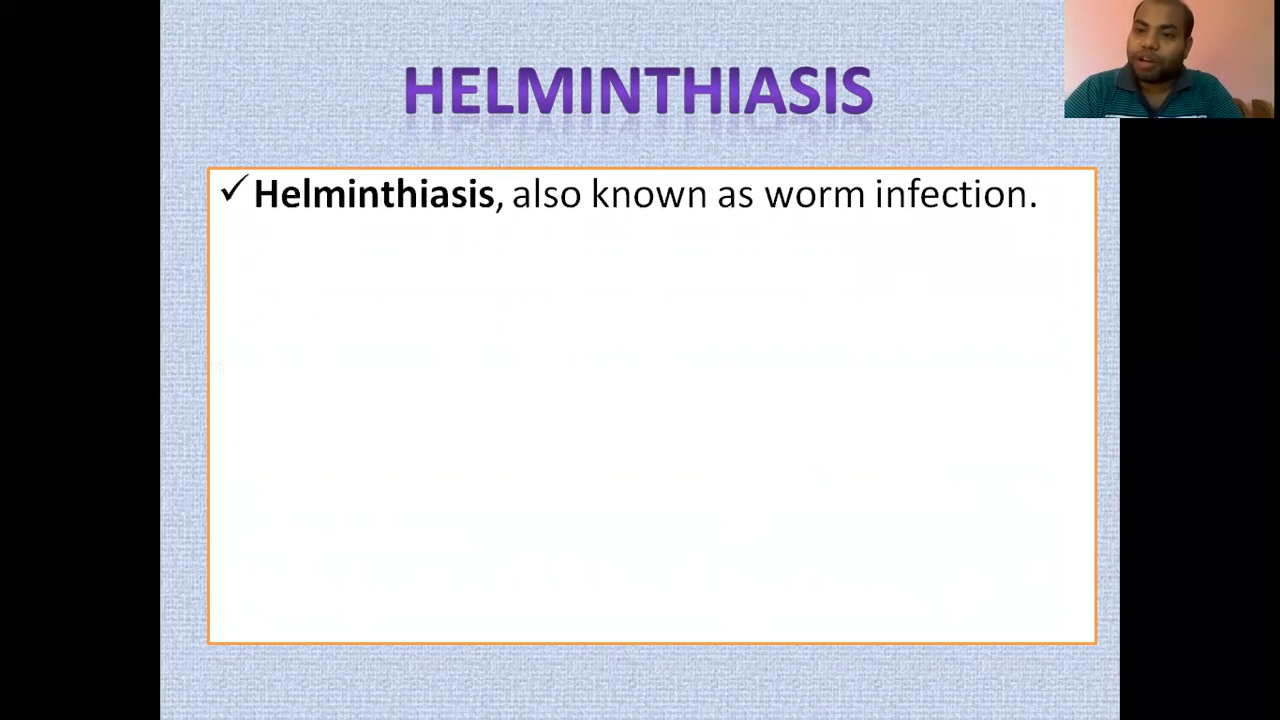 HELMINTHIASIS
✓Helminthiasis, also known as worm infection.